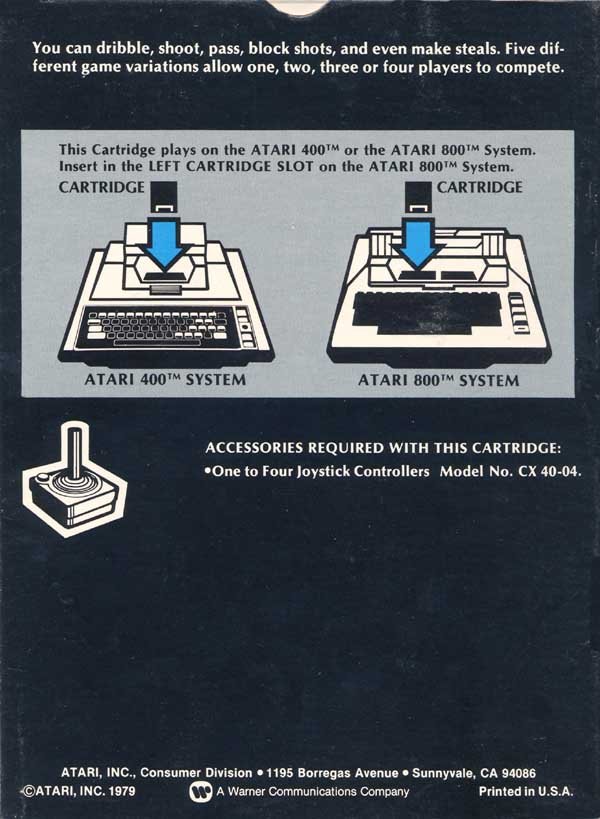 You can dribble, shoot, pass, block shots, and even make steals. Five dif-
ferent game variations allow one, two, three or four players to compete.
This Cartridge plays on the ATARI 400™ or the ATARI 800™ System.
Insert in the LEFT CARTRIDGE SLOT on the ATARI 800™ System.
CARTRIDGE
CARTRIDGE
ATARI 400™ SYSTEM
ATARI 800™ SYSTEM
ACCESSORIES REQUIRED WITH THIS CARTRIDGE:
•One to Four Joystick Controllers Model No. CX 40-04.
ATARI, INC., Consumer Division • 1195 Borregas Avenue • Sunnyvale, CA 94086
©ATARI, INC. 1979 A Warner Communications Company Printed in U.S.A.